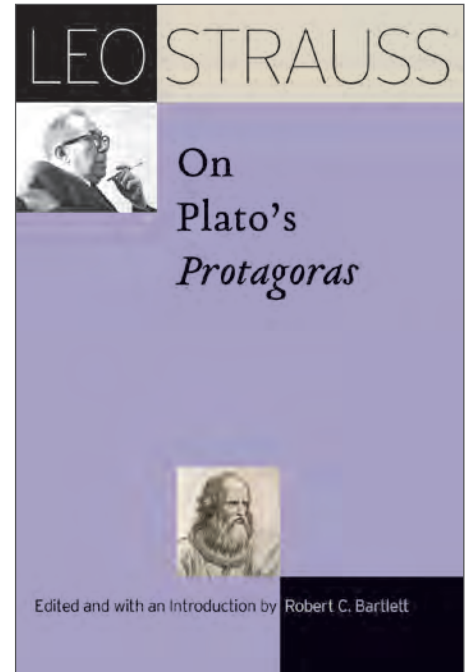 LEO STRAUSS
On
Plato’s
Protagoras
Edited and with an Introduction by Robert C. Bartlett